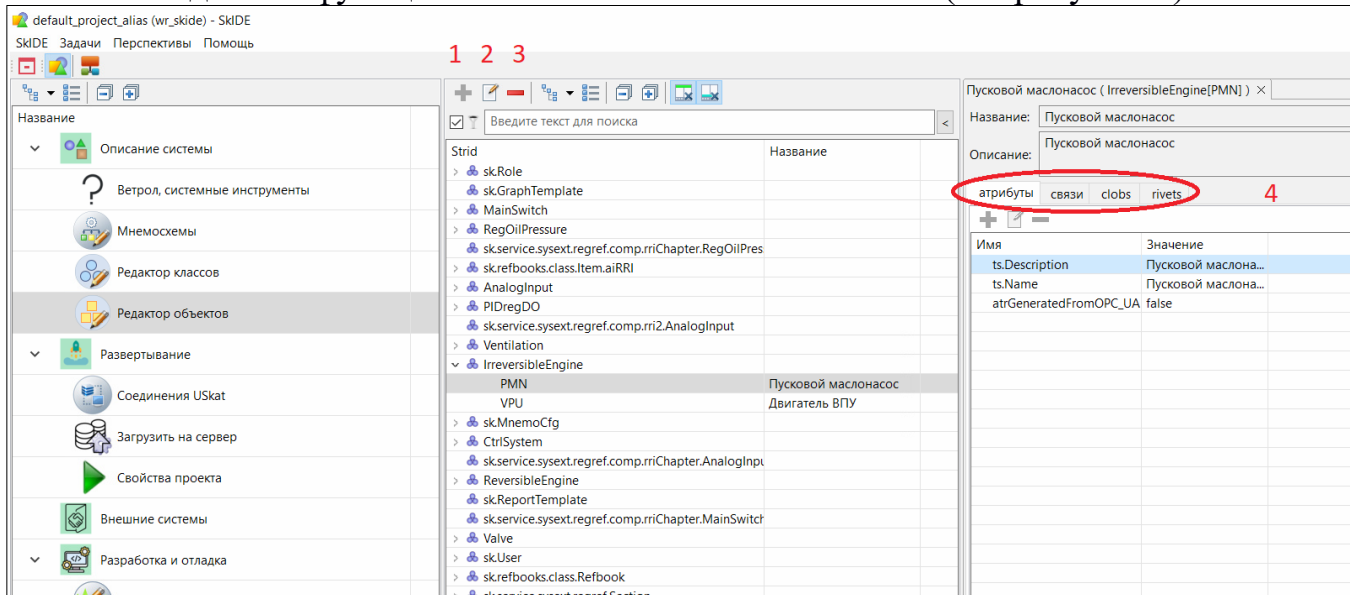 default_project_alias (wr_skide) - SkIDE
SkIDE Задачи Перспективы Помощь
1 2 3
Название
Описание системы
Ветрол, системные инструменты
Мнемосхемы
Редактор классов
Редактор объектов
Развертывание
Соединения USkat
Загрузить на сервер
Свойства проекта
Внешние системы
Разработка и отладка
Введите текст для поиска <
Strid Название
sk.Role
sk.GraphTemplate
MainSwitch
RegOilPressure
sk.service.sysext.regref.comp.rriChapter.RegOilPres
sk.refbooks.class.Item.aiRRI
AnalogInput
PIDregDO
sk.service.sysext.regref.comp.rri2.AnalogInput
Ventilation
IrreversibleEngine
PMN Пусковой маслонасос
VPU Двигатель ВПУ
sk.MnemoCfg
CtrlSystem
sk.service.sysext.regref.comp.rriChapter.AnalogInpu
ReversibleEngine
sk.ReportTemplate
sk.service.sysext.regref.comp.rriChapter.MainSwitch
Valve
sk.User
sk.refbooks.class.Refbook
Пусковой маслонасос ( IrreversibleEngine[PMN] ) ×
Название: Пусковой маслонасос
Описание: Пусковой маслонасос
атрибуты связи clobs rivets 4
Имя Значение
ts.Description Пусковой маслона...
ts.Name Пусковой маслона...
atrGeneratedFromOPC_UA false